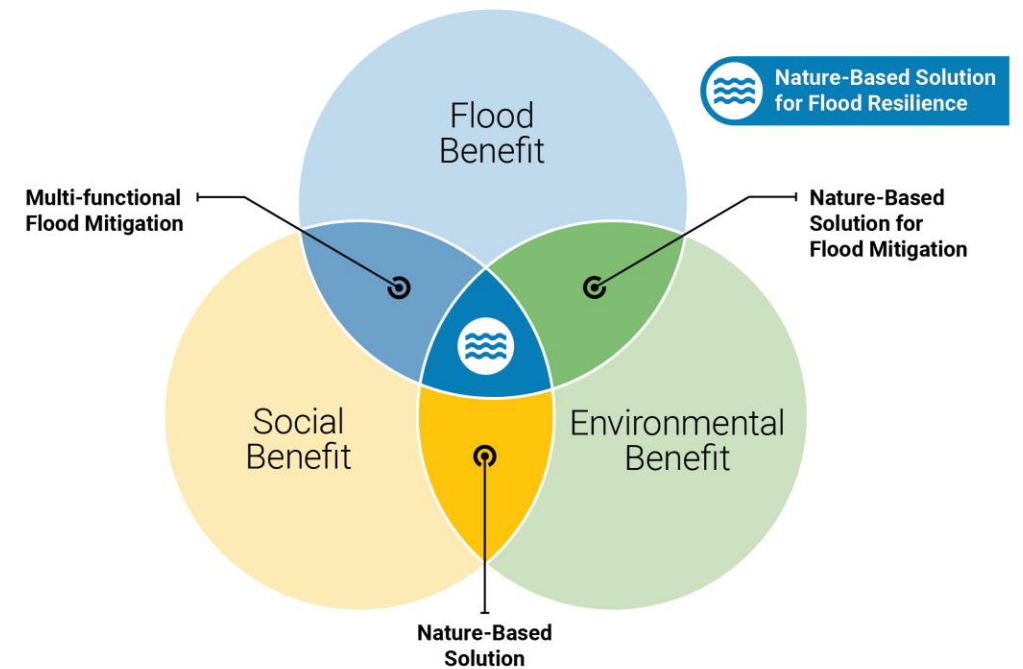 Nature-Based Solution
for Flood Resilience
Flood
Benefit
Multi-functional
Flood Mitigation
Nature-Based
Solution for
Flood Mitigation
Social
Benefit
Environmental
Benefit
Nature-Based
Solution